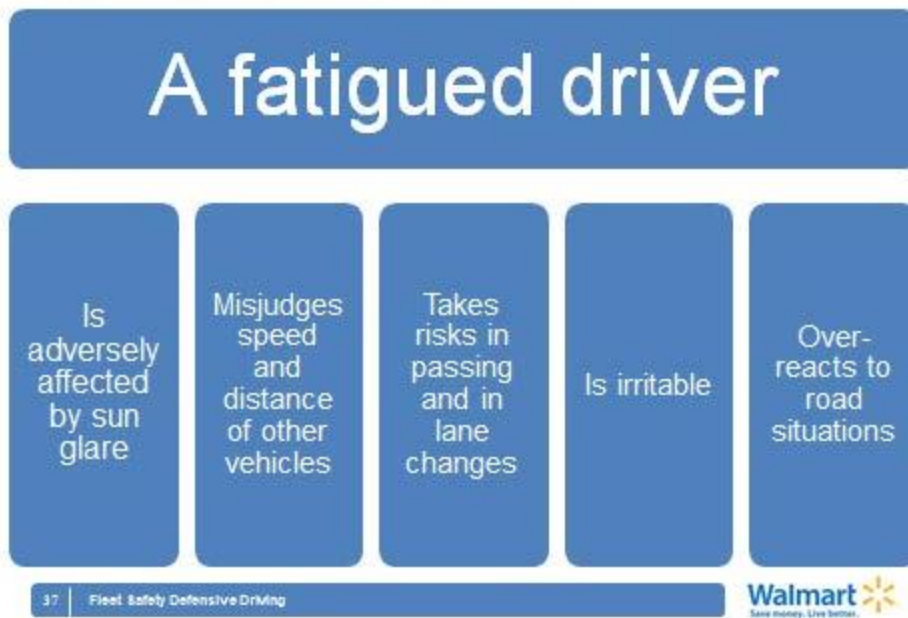 A fatigued driver
Is
adversely
affected
by sun
glare
Misjudges
speed
and
distance
of other
vehicles
Takes
risks in
passing
and in
lane
changes
Is irritable
Over-
reacts to
road
situations
37
Fleet Safety Defensive Driving
Walmart
Save money. Live better.